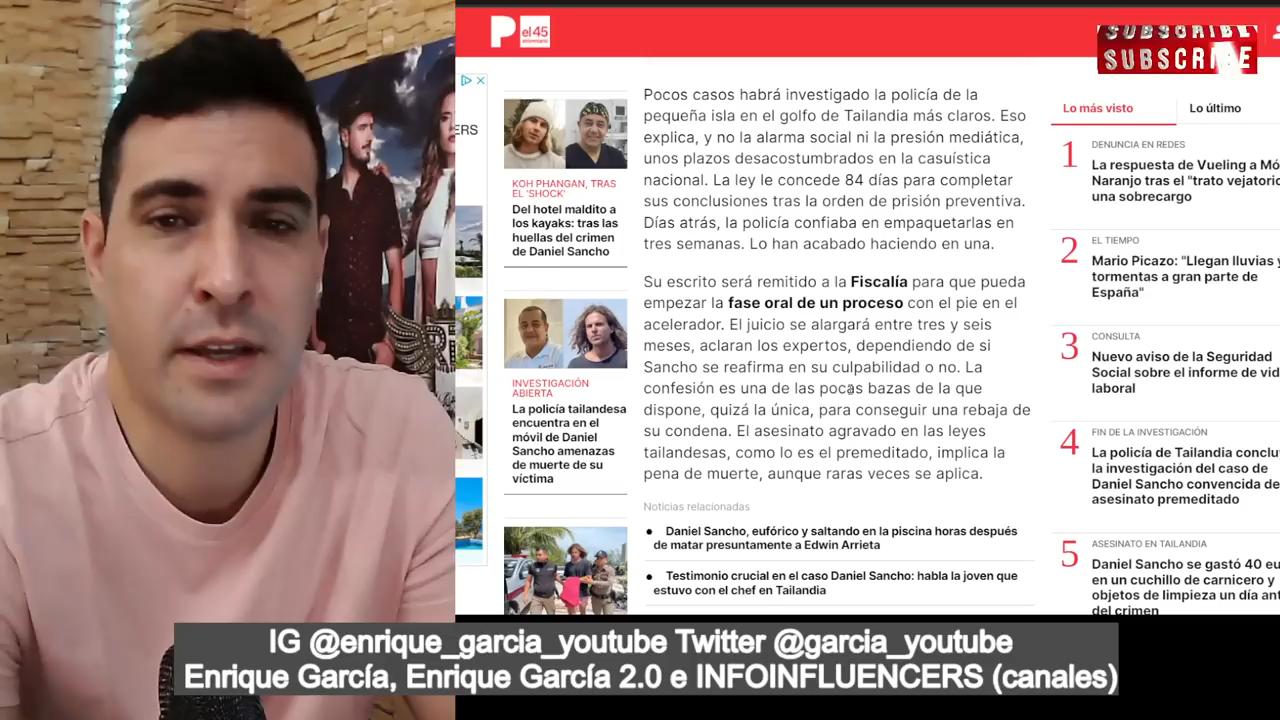 P el 45
aniversario
SUBSCRIBE
SUBSCRIBE
ERS
KOH PHANGAN, TRAS
EL 'SHOCK'
Del hotel maldito a
los kayaks: tras las
huellas del crimen
de Daniel Sancho
INVESTIGACIÓN
ABIERTA
La policía tailandesa
encuentra en el
móvil de Daniel
Sancho amenazas
de muerte de su
víctima
Pocos casos habrá investigado la policía de la
pequeña isla en el golfo de Tailandia más claros. Eso
explica, y no la alarma social ni la presión mediática,
unos plazos desacostumbrados en la casuística
nacional. La ley le concede 84 días para completar
sus conclusiones tras la orden de prisión preventiva.
Días atrás, la policía confiaba en empaquetarlas en
tres semanas. Lo han acabado haciendo en una.
Su escrito será remitido a la Fiscalía para que pueda
empezar la fase oral de un proceso con el pie en el
acelerador. El juicio se alargará entre tres y seis
meses, aclaran los expertos, dependiendo de si
Sancho se reafirma en su culpabilidad o no. La
confesión es una de las pocas bazas de la que
dispone, quizá la única, para conseguir una rebaja de
su condena. El asesinato agravado en las leyes
tailandesas, como lo es el premeditado, implica la
pena de muerte, aunque raras veces se aplica.
Noticias relacionadas
Daniel Sancho, eufórico y saltando en la piscina horas después
de matar presuntamente a Edwin Arrieta
Testimonio crucial en el caso Daniel Sancho: habla la joven que
estuvo con el chef en Tailandia
Lo más visto Lo último
1 DENUNCIA EN REDES
La respuesta de Vueling a Mó
Naranjo tras el "trato vejatorio
una sobrecargo
2 EL TIEMPO
Mario Picazo: "Llegan lluvias y
tormentas a gran parte de
España"
3 CONSULTA
Nuevo aviso de la Seguridad
Social sobre el informe de vid
laboral
4 FIN DE LA INVESTIGACIÓN
La policía de Tailandia conclu
la investigación del caso de
Daniel Sancho convencida de
asesinato premeditado
5 ASESINATO EN TAILANDIA
Daniel Sancho se gastó 40 eu
en un cuchillo de carnicero y
objetos de limpieza un día ant
del crimen
IG @enrique_garcia_youtube Twitter @garcia_youtube
Enrique García, Enrique García 2.0 e INFOINFLUENCERS (canales)